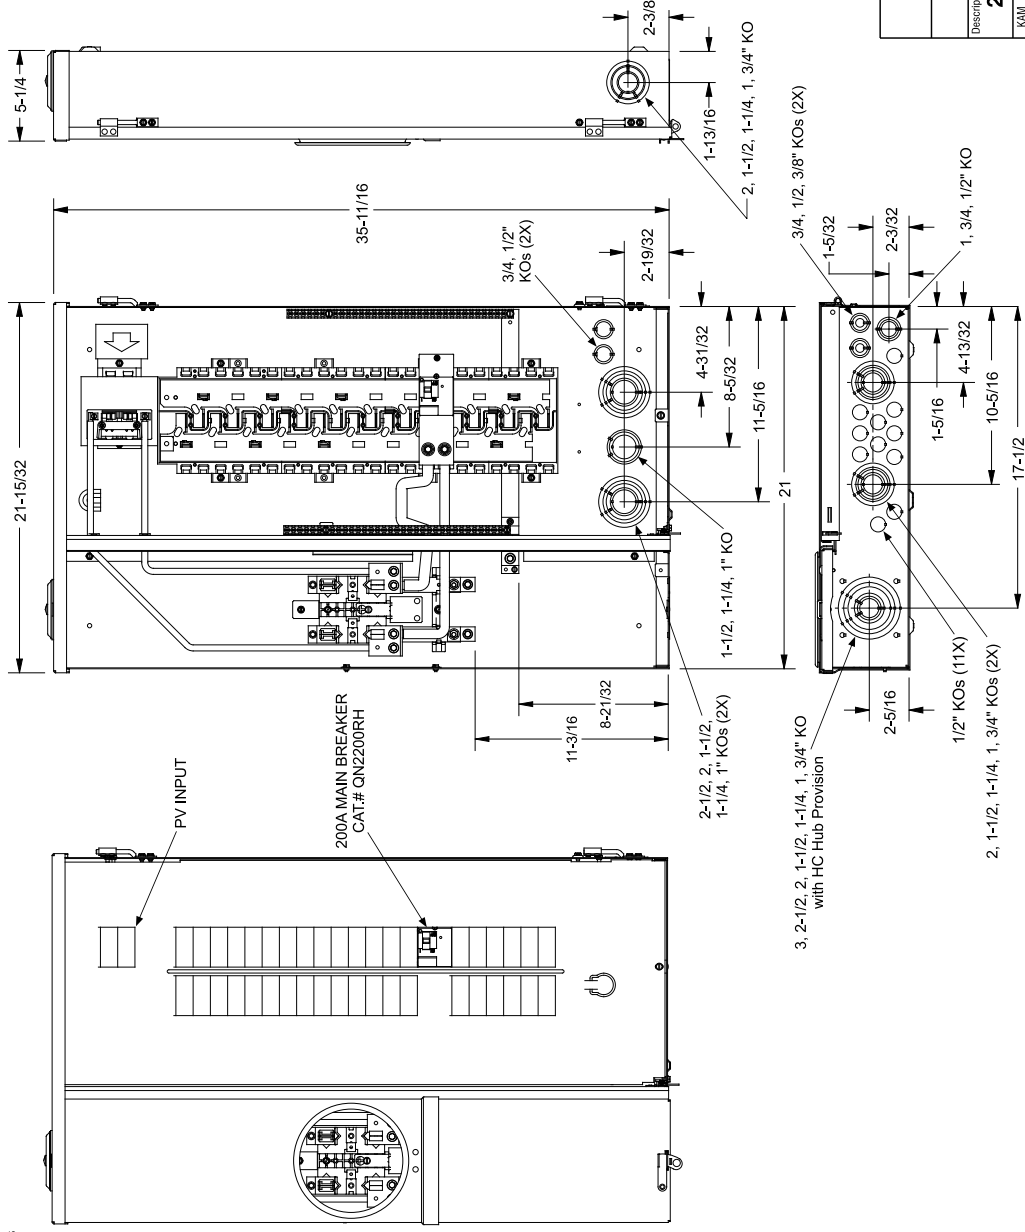 5-1/4
2-3/8
1-13/16
2, 1-1/2, 1-1/4, 1, 3/4" KO
Descrip
2
KAM
35-11/16
21-15/32
3/4, 1/2"
KOs (2X)
2-19/32
4-31/32
8-5/32
11-5/16
21
1-1/2, 1-1/4, 1" KO
2-1/2, 2, 1-1/2,
1-1/4, 1" KOs (2X)
8-21/32
11-3/16
3/4, 1/2, 3/8" KOs (2X)
1-5/32
2-3/32
1, 3/4, 1/2" KO
1-5/16
4-13/32
10-5/16
17-1/2
2-5/16
1/2" KOs (11X)
2, 1-1/2, 1-1/4, 1, 3/4" KOs (2X)
3, 2-1/2, 2, 1-1/2, 1-1/4, 1, 3/4" KO
with HC Hub Provision
PV INPUT
200A MAIN BREAKER
CAT.# QN2200RH